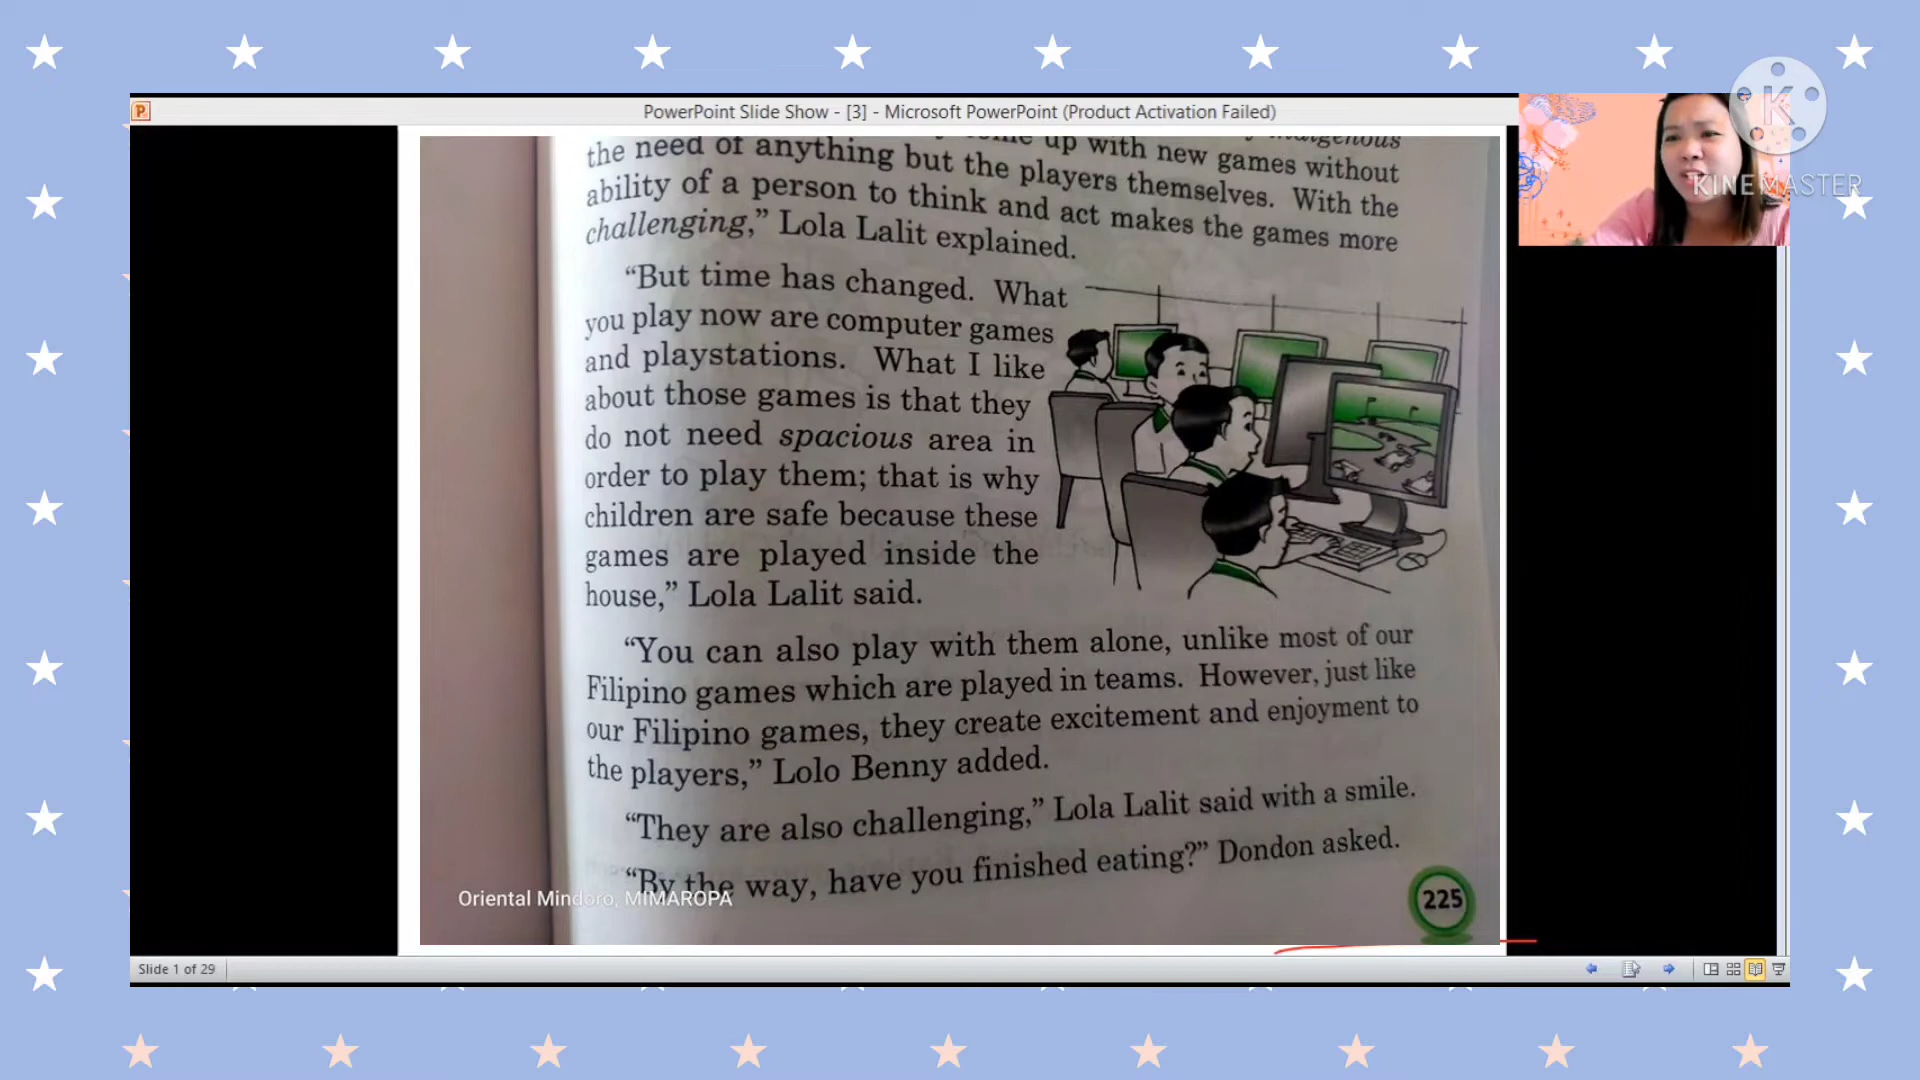 PowerPoint Slide Show - [3] - Microsoft PowerPoint (Product Activation Failed)
KINEMASTER
up with new games without
the need of anything but the players themselves. With the
ability of a person to think and act makes the games more
challenging,” Lola Lalit explained.
“But time has changed. What
you play now are computer games
and playstations. What I like
about those games is that they
do not need spacious area in
order to play them; that is why
children are safe because these
games are played inside the
house,” Lola Lalit said.
“You can also play with them alone, unlike most of our
Filipino games which are played in teams. However, just like
our Filipino games, they create excitement and enjoyment to
the players,” Lolo Benny added.
“They are also challenging,” Lola Lalit said with a smile.
“By the way, have you finished eating?” Dondon asked.
Oriental Mindoro, MIMAROPA
225
Slide 1 of 29